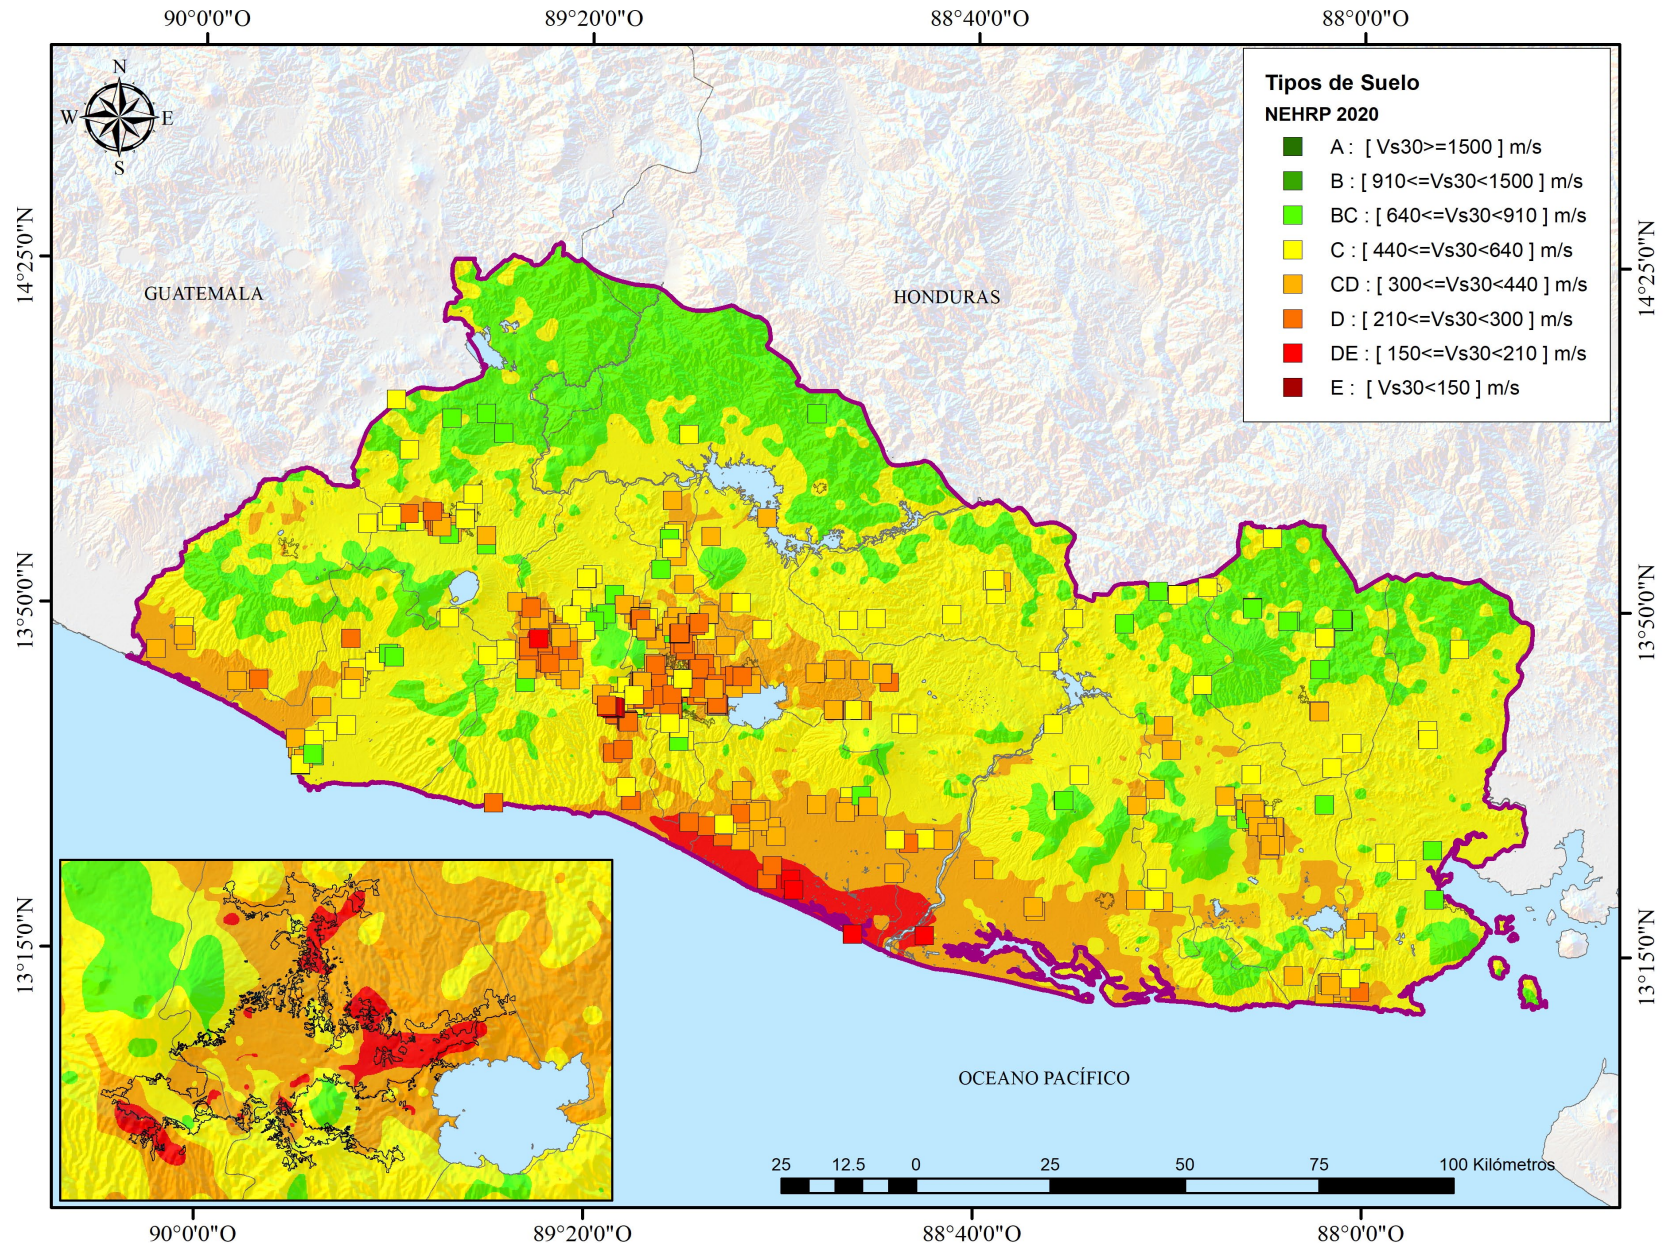 90°0'0"O 89°20'0"O 88°40'0"O 88°0'0"O
N
W E
S
Tipos de Suelo
NEHRP 2020
A : [ Vs30>=1500 ] m/s
B : [ 910<=Vs30<1500 ] m/s
BC : [ 640<=Vs30<910 ] m/s
C : [ 440<=Vs30<640 ] m/s
CD : [ 300<=Vs30<440 ] m/s
D : [ 210<=Vs30<300 ] m/s
DE : [ 150<=Vs30<210 ] m/s
E : [ Vs30<150 ] m/s
14°25'0"N
14°25'0"N
GUATEMALA
HONDURAS
13°50'0"N
13°50'0"N
13°15'0"N
13°15'0"N
OCEANO PACÍFICO
25 12.5 0 25 50 75 100 Kilómetros
90°0'0"O 89°20'0"O 88°40'0"O 88°0'0"O